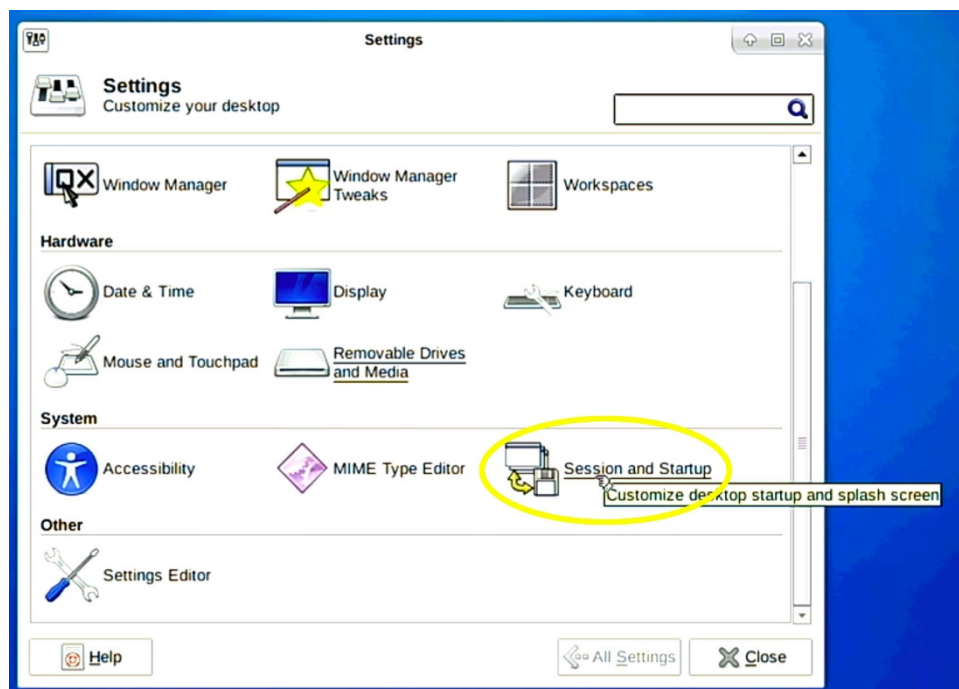 Settings
Settings
Customize your desktop
Window Manager
Window Manager
Tweaks
Workspaces
Hardware
Date & Time
Display
Keyboard
Mouse and Touchpad
Removable Drives
and Media
System
Accessibility
MIME Type Editor
Session and Startup
Customize desktop startup and splash screen
Other
Settings Editor
Help
All Settings
Close